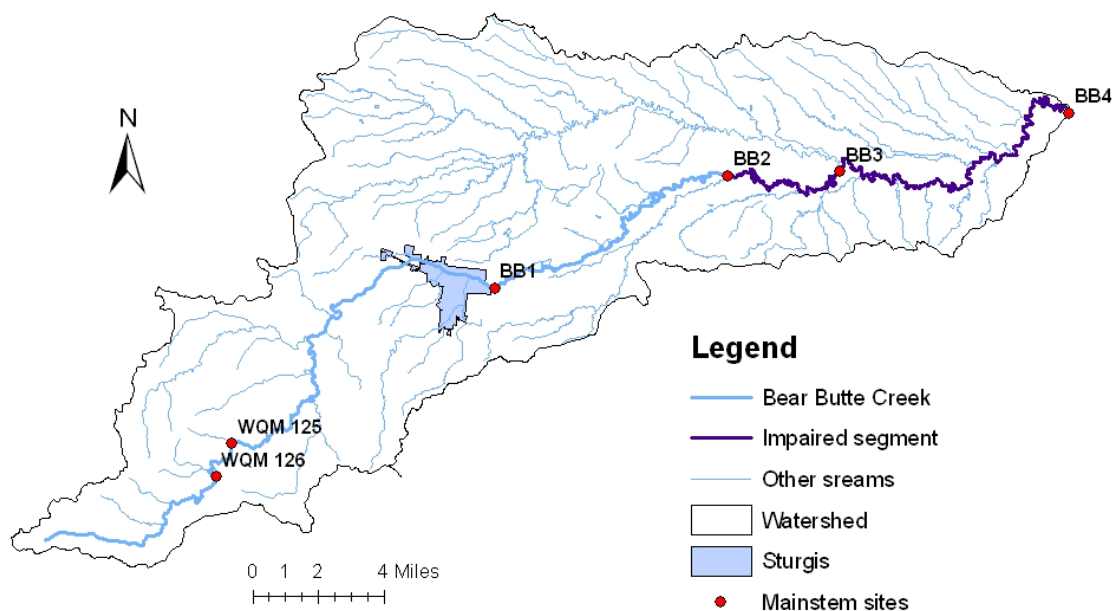 N
BB4
BB2
BB3
BB1
WQM 125
WQM 126
0 1 2 4 Miles
Legend
Bear Butte Creek
Impaired segment
Other sreams
Watershed
Sturgis
Mainstem sites